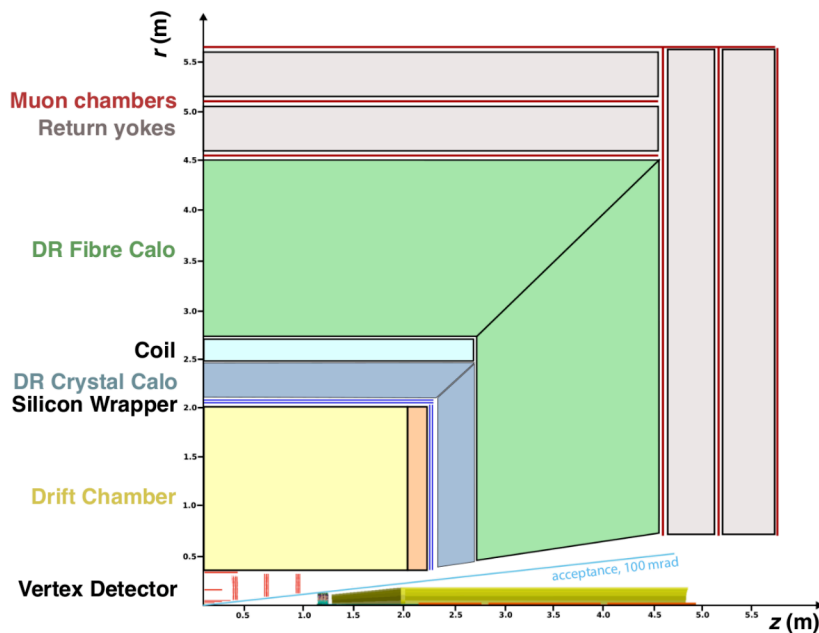 r (m)
5.5
Muon chambers
5.0
Return yokes
4.5
4.0
DR Fibre Calo
3.5
3.0
Coil
2.5
DR Crystal Calo
Silicon Wrapper
2.0
1.5
Drift Chamber
1.0
0.5
acceptance, 100 mrad
Vertex Detector
0.5 1.0 1.5 2.0 2.5 3.0 3.5 4.0 4.5 5.0 5.5
z (m)